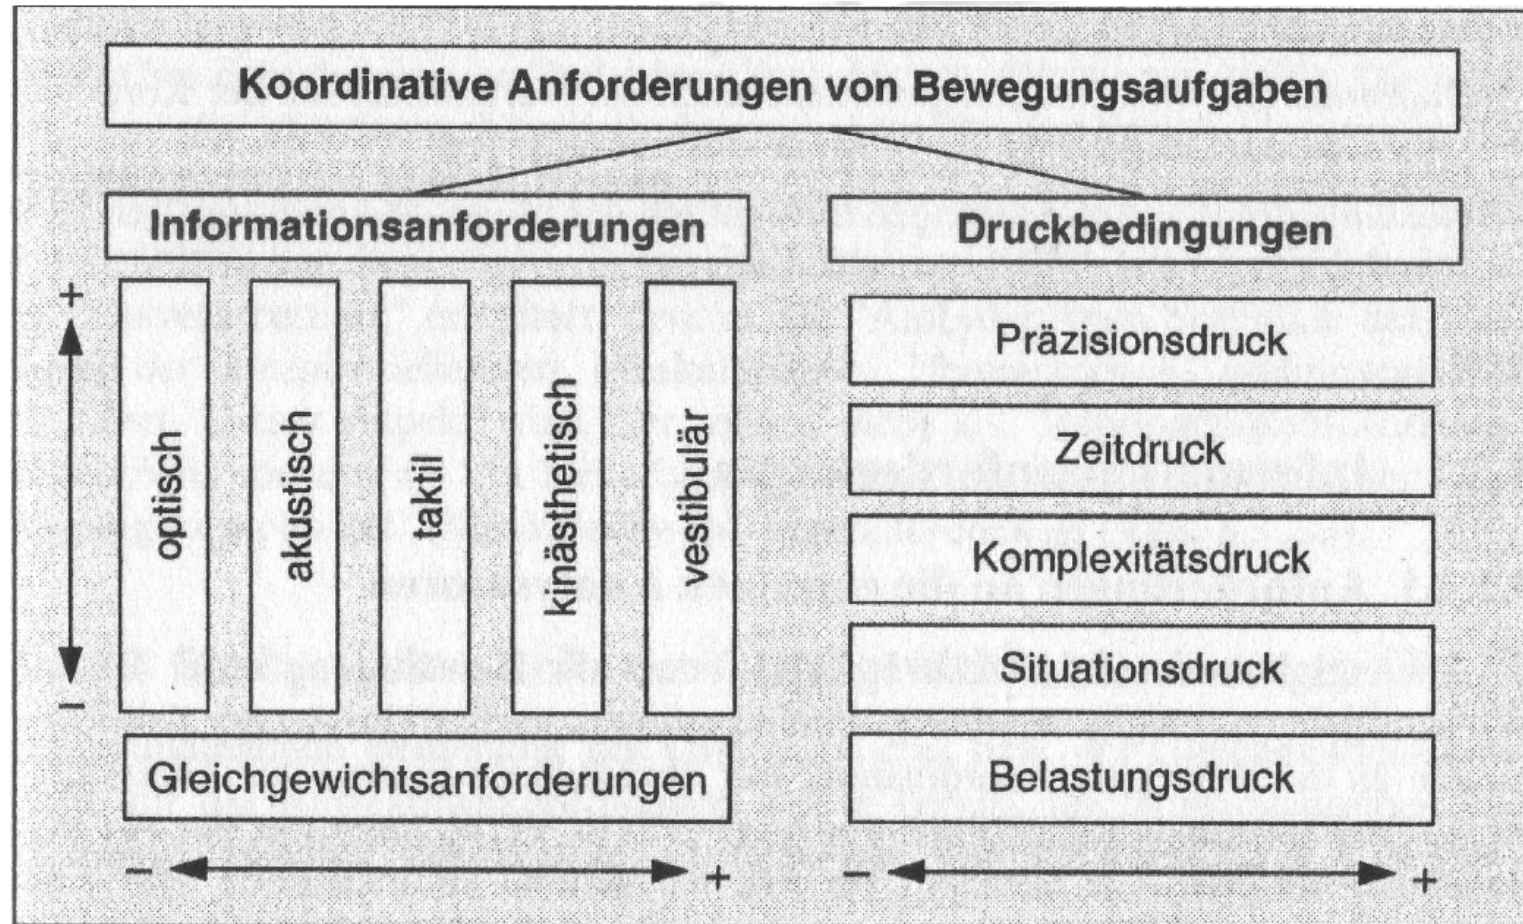 Koordinative Anforderungen von Bewegungsaufgaben
Informationsanforderungen
Druckbedingungen
+
optisch
akustisch
taktil
kinästhetisch
vestibulär
–
Gleichgewichtsanforderungen
– +
Präzisionsdruck
Zeitdruck
Komplexitätsdruck
Situationsdruck
Belastungsdruck
– +